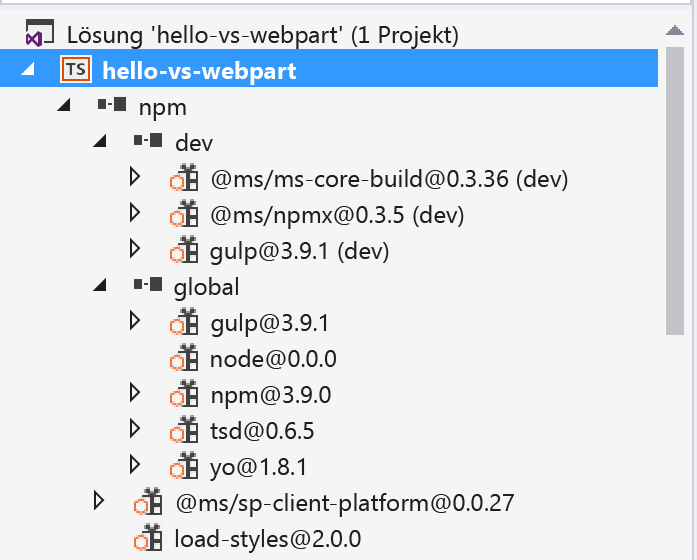 Lösung 'hello-vs-webpart' (1 Projekt)
TS hello-vs-webpart
npm
dev
@ms/ms-core-build@0.3.36 (dev)
@ms/npmx@0.3.5 (dev)
gulp@3.9.1 (dev)
global
gulp@3.9.1
node@0.0.0
npm@3.9.0
tsd@0.6.5
yo@1.8.1
@ms/sp-client-platform@0.0.27
load-styles@2.0.0